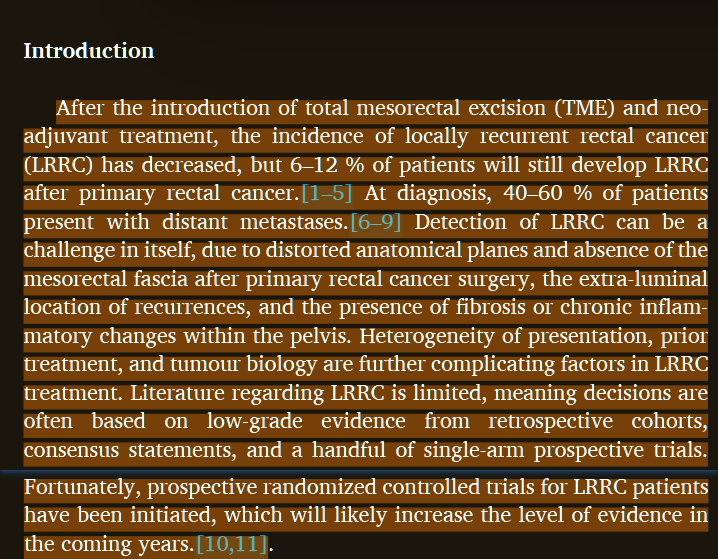 Introduction
After the introduction of total mesorectal excision (TME) and neo-
adjuvant treatment, the incidence of locally recurrent rectal cancer
(LRRC) has decreased, but 6–12 % of patients will still develop LRRC
after primary rectal cancer.[1–5] At diagnosis, 40–60 % of patients
present with distant metastases.[6–9] Detection of LRRC can be a
challenge in itself, due to distorted anatomical planes and absence of the
mesorectal fascia after primary rectal cancer surgery, the extra-luminal
location of recurrences, and the presence of fibrosis or chronic inflam-
matory changes within the pelvis. Heterogeneity of presentation, prior
treatment, and tumour biology are further complicating factors in LRRC
treatment. Literature regarding LRRC is limited, meaning decisions are
often based on low-grade evidence from retrospective cohorts,
consensus statements, and a handful of single-arm prospective trials.
Fortunately, prospective randomized controlled trials for LRRC patients
have been initiated, which will likely increase the level of evidence in
the coming years.[10,11].